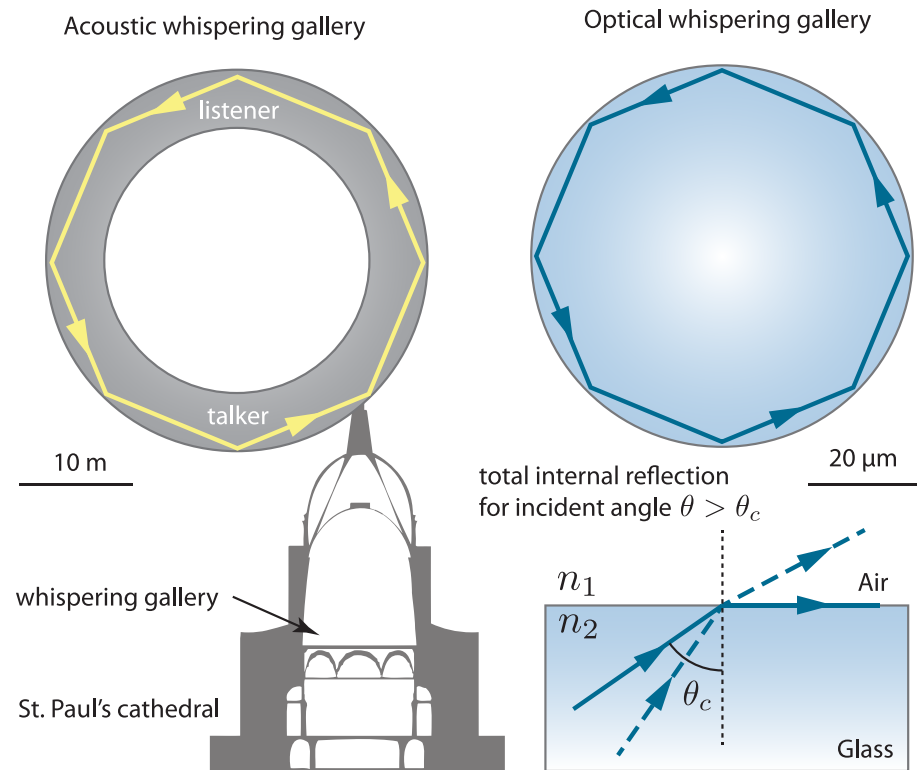 Acoustic whispering gallery
Optical whispering gallery
listener
talker
10 m
20 μm
total internal reflection
for incident angle θ > θc
whispering gallery
St. Paul's cathedral
n1
n2
Air
θc
Glass